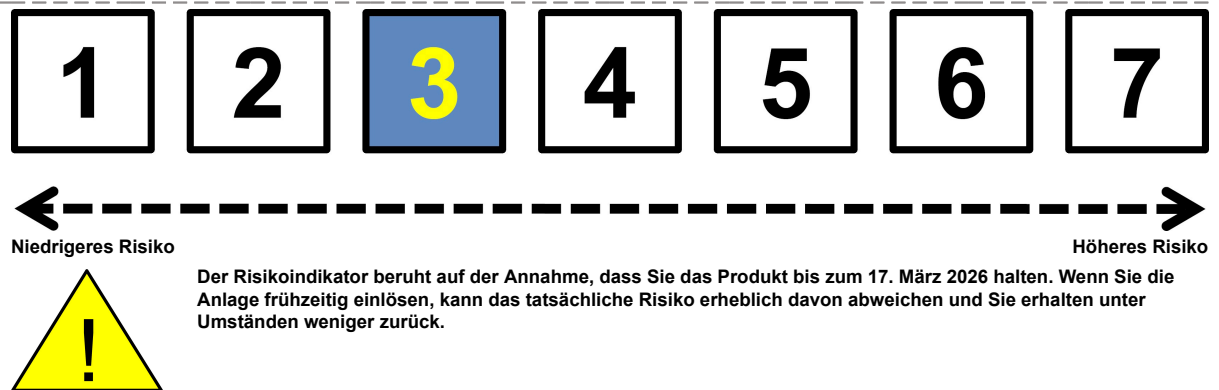 1 2 3 4 5 6 7
Niedrigeres Risiko Höheres Risiko
Der Risikoindikator beruht auf der Annahme, dass Sie das Produkt bis zum 17. März 2026 halten. Wenn Sie die
Anlage frühzeitig einlösen, kann das tatsächliche Risiko erheblich davon abweichen und Sie erhalten unter
Umständen weniger zurück.
!